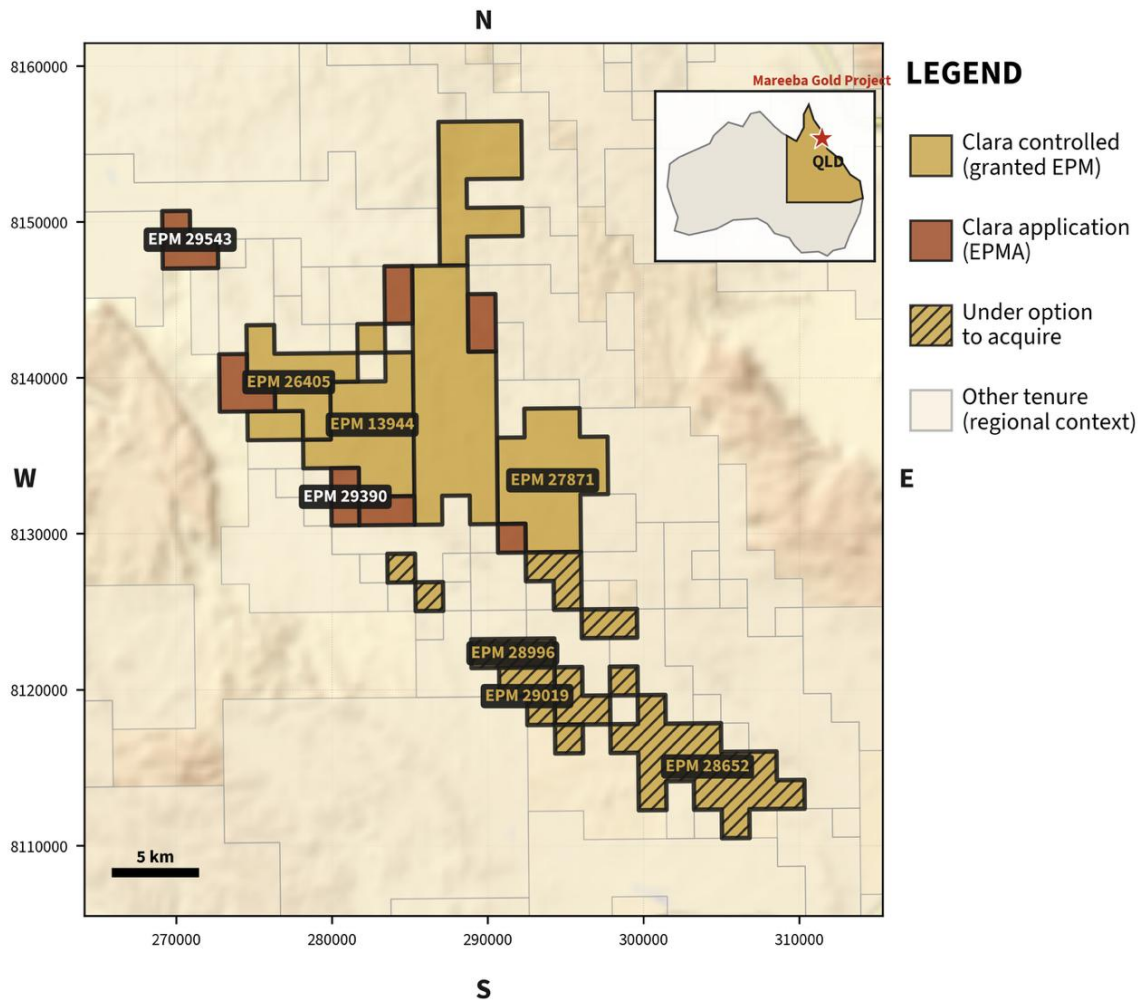 N
8160000
8150000
8140000
8130000
8120000
8110000
W
E
Mareeba Gold Project
QLD
EPM 29543
EPM 26405
EPM 13944
EPM 27871
EPM 29390
EPM 28996
EPM 29019
EPM 28652
5 km
270000
280000
290000
300000
310000
S
LEGEND
Clara controlled
(granted EPM)
Clara application
(EPMA)
Under option
to acquire
Other tenure
(regional context)